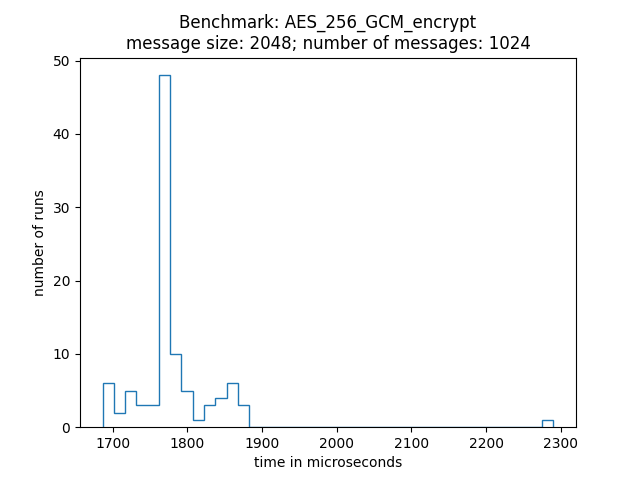 Benchmark: AES_256_GCM_encrypt
message size: 2048; number of messages: 1024
50
40
30
20
10
0
number of runs
1700 1800 1900 2000 2100 2200 2300
time in microseconds